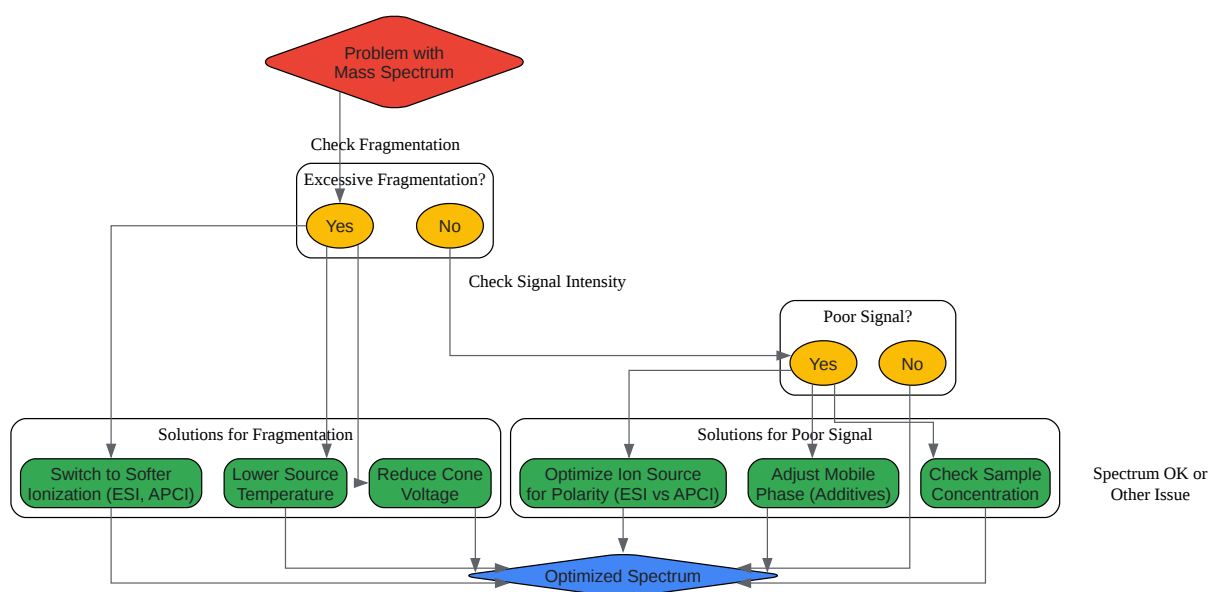 Problem with
Mass Spectrum
Check Fragmentation
Excessive Fragmentation?
Yes
No
Check Signal Intensity
Poor Signal?
Yes
No
Solutions for Fragmentation
Switch to Softer
Ionization (ESI, APCI)
Lower Source
Temperature
Reduce Cone
Voltage
Solutions for Poor Signal
Optimize Ion Source
for Polarity (ESI vs APCI)
Adjust Mobile
Phase (Additives)
Check Sample
Concentration
Spectrum OK or
Other Issue
Optimized Spectrum